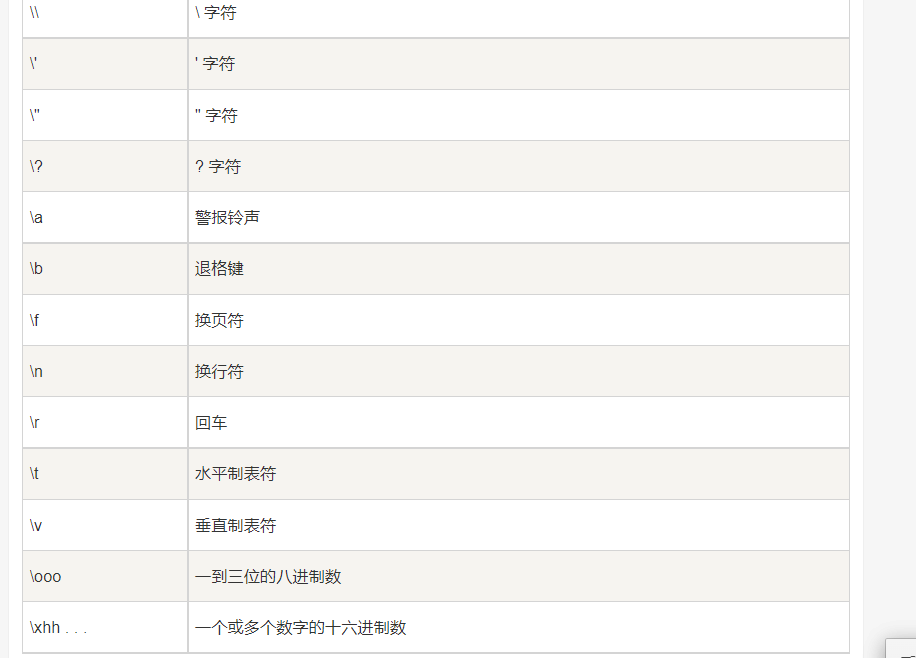 \\ \ 字符
\' ' 字符
\" " 字符
\? ? 字符
\a 警报铃声
\b 退格键
\f 换页符
\n 换行符
\r 回车
\t 水平制表符
\v 垂直制表符
\ooo 一到三位的八进制数
\xhh . . . 一个或多个数字的十六进制数